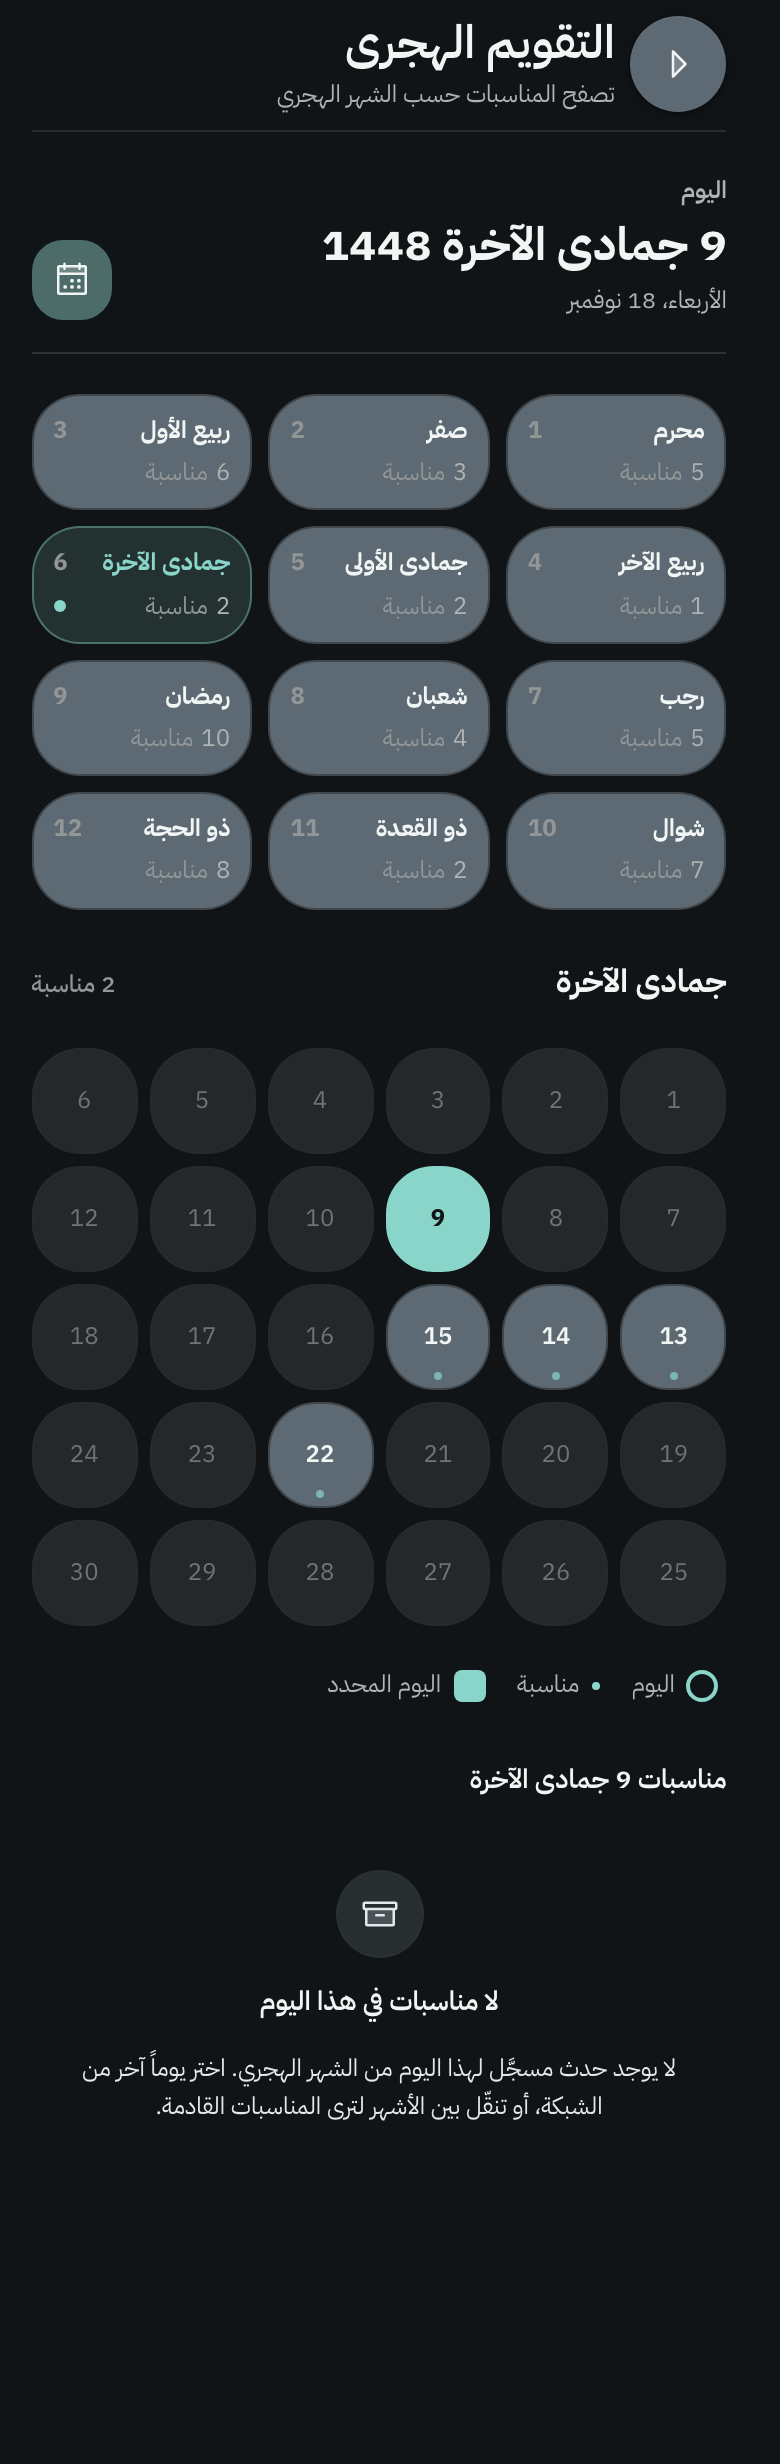 التقويم الهجري
تصفح المناسبات حسب الشهر الهجري
اليوم
9 جمادى الآخرة 1448
الأربعاء، 18 نوفمبر
محرم 1
5 مناسبة
صفر 2
3 مناسبة
ربيع الأول 3
6 مناسبة
ربيع الآخر 4
1 مناسبة
جمادى الأولى 5
2 مناسبة
جمادى الآخرة 6
2 مناسبة
رجب 7
5 مناسبة
شعبان 8
4 مناسبة
رمضان 9
10 مناسبة
شوال 10
7 مناسبة
ذو القعدة 11
2 مناسبة
ذو الحجة 12
8 مناسبة
جمادى الآخرة
2 مناسبة
1 2 3 4 5 6
7 8 9 10 11 12
13 14 15 16 17 18
19 20 21 22 23 24
25 26 27 28 29 30
اليوم مناسبة اليوم المحدد
مناسبات 9 جمادى الآخرة
لا مناسبات في هذا اليوم
لا يوجد حدث مسجَّل لهذا اليوم من الشهر الهجري. اختر يوماً آخر من
الشبكة، أو تنقّل بين الأشهر لترى المناسبات القادمة.